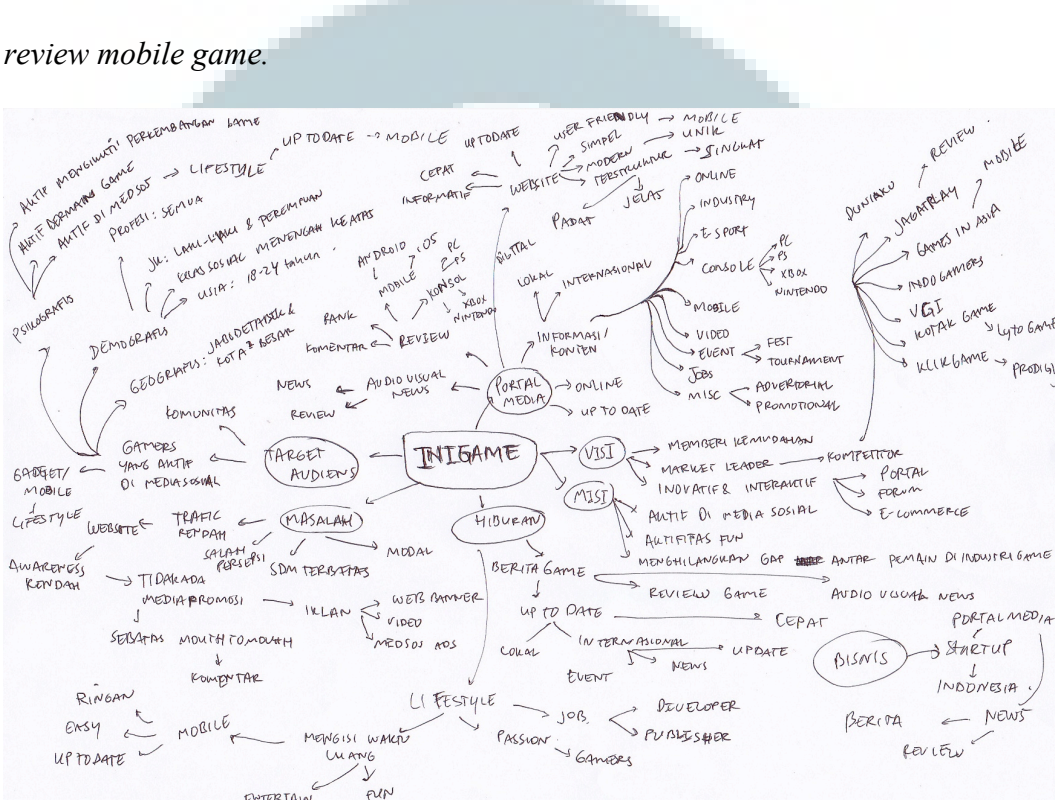 review mobile game.
AKTIF MENGIKUTI PERKEMBANGAN GAME
AKTIF BERMAIN GAME
AKTIF DI MEDSOS
LIFESTYLE
UP TO DATE
MOBILE
PROFESI: SEMUA
JK: LAKI-LAKI & PEREMPUAN
KELAS SOSIAL MENENGAH KE ATAS
USIA: 18-24 tahun
PSIKOGRAFIS
DEMOGRAFIS
GEOGRAFIS: JABODETABEK &
KOTA² BESAR
UP TO DATE
CEPAT
INFORMATIF
WEBSITE
USER FRIENDLY
MOBILE
SIMPEL
UNIK
MODERN
TERSTRUKTUR
SINGKAT
JELAS
PADAT
DIGITAL
LOKAL
INTERNASIONAL
INFORMASI/
KONTEN
ONLINE
INDUSTRY
E-SPORT
CONSOLE
PC
PS
XBOX
NINTENDO
MOBILE
VIDEO
EVENT
FEST
TOURNAMENT
JOBS
MISC
ADVERTORIAL
PROMOTIONAL
DUNIAKU
REVIEW
JAGATPLAY
MOBILE
GAMES IN ASIA
INDOGAMERS
VGI
KOTAK GAME
Lyto GAME
KLIKGAME
ANDROID
iOS
MOBILE
KONSOL
PC
PS
XBOX
NINTENDO
RANK
KOMENTAR
REVIEW
NEWS
AUDIO VISUAL
NEWS
REVIEW
PORTAL
MEDIA
ONLINE
UP TO DATE
KOMUNITAS
GAMERS
YANG AKTIF
DI MEDIA SOSIAL
TARGET
AUDIENS
GADGET/
MOBILE
LIFESTYLE
INIGAME
VISI
MEMBERI KEMUDAHAN
MARKET LEADER
KOMPETITOR
INOVATIF & INTERAKTIF
PORTAL
FORUM
E-COMMERCE
MISI
AKTIF DI MEDIA SOSIAL
AKTIFITAS FUN
MENGHILANGKAN GAP ANTAR PEMAIN DI INDUSTRI GAME
MASALAH
TRAFIC
RENDAH
WEBSITE
AWARENESS
RENDAH
SALAH
PERSEPSI
SDM TERBATAS
MODAL
TIDAK ADA
MEDIA PROMOSI
IKLAN
WEB BANNER
VIDEO
MEDSOS ADS
SEBATAS MOUTH TO MOUTH
KOMENTAR
HIBURAN
BERITA GAME
REVIEW GAME
AUDIO VISUAL NEWS
UP TO DATE
CEPAT
LOKAL
INTERNASIONAL
UPDATE
NEWS
EVENT
LIFESTYLE
JOB
DEVELOPER
PUBLISHER
PASSION
GAMERS
MENGISI WAKTU
LUANG
ENTERTAIN
FUN
MOBILE
RINGAN
EASY
UP TO DATE
BISNIS
STARTUP
PORTAL MEDIA
INDONESIA
NEWS
BERITA
REVIEW